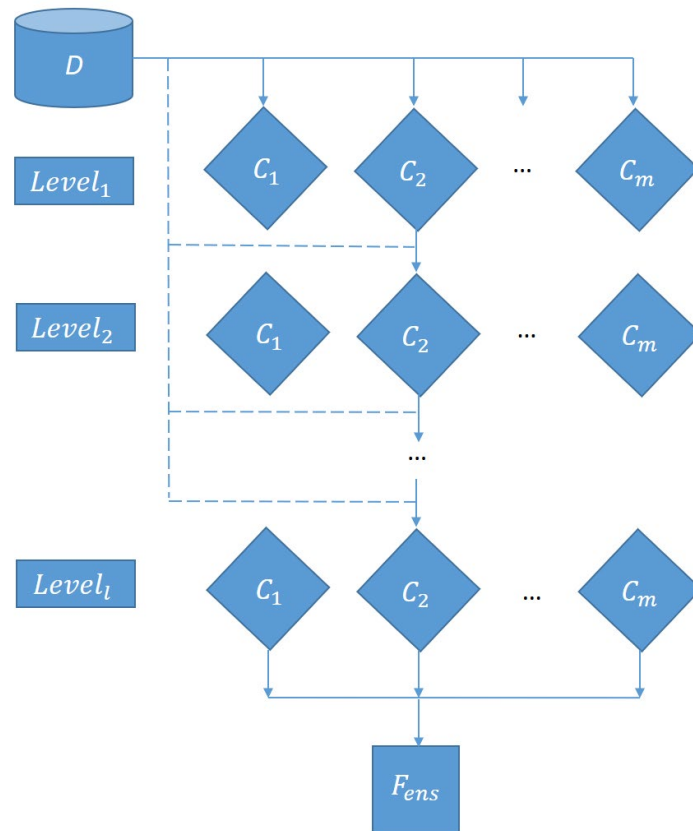 D
Level₁ C₁ C₂ ... Cₘ
Level₂ C₁ C₂ ... Cₘ
...
Levelₗ C₁ C₂ ... Cₘ
Fₑₙₛ